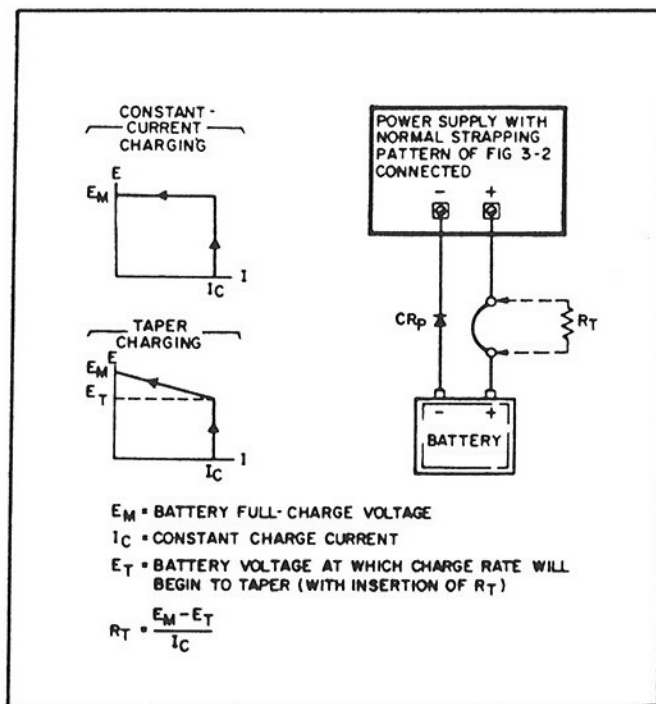 CONSTANT-
CURRENT
CHARGING
E
EM
IC
I
TAPER
CHARGING
E
EM
ET
IC
I
POWER SUPPLY WITH
NORMAL STRAPPING
PATTERN OF FIG 3-2
CONNECTED
- +
CRP
RT
- +
BATTERY
EM = BATTERY FULL-CHARGE VOLTAGE
IC = CONSTANT CHARGE CURRENT
ET = BATTERY VOLTAGE AT WHICH CHARGE RATE WILL
BEGIN TO TAPER (WITH INSERTION OF RT)
RT = EM-ET
IC